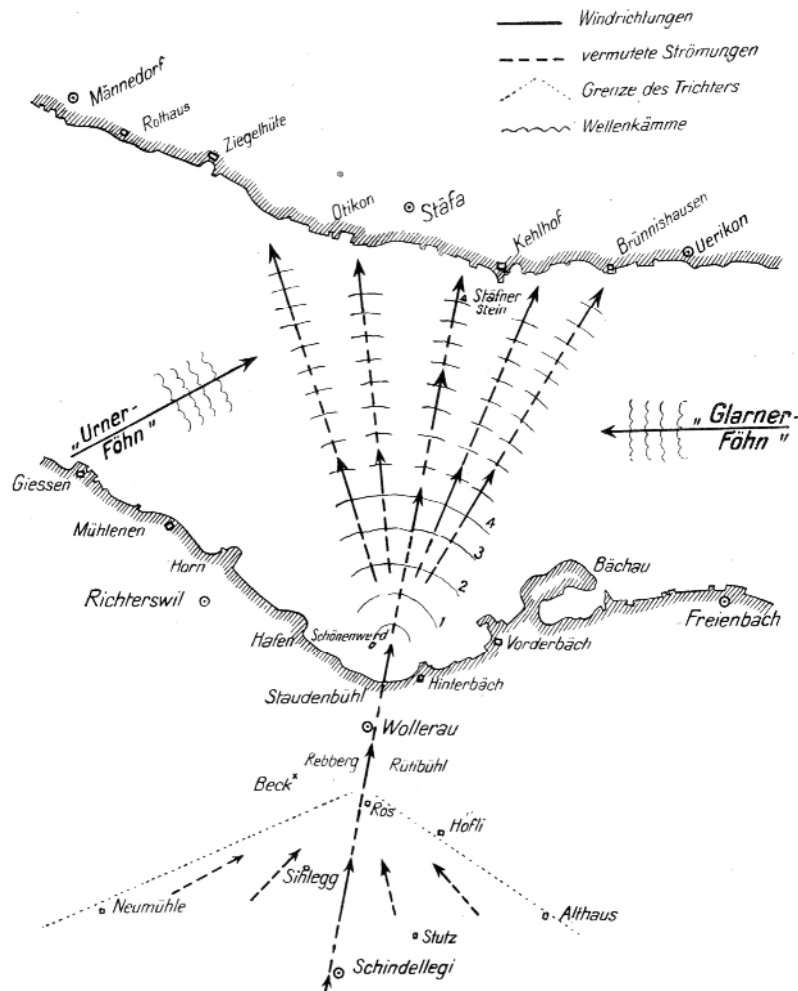 Windrichtungen
vermutete Strömungen
Grenze des Trichters
Wellenkämme
Männedorf
Rothaus
Ziegelhüte
Ötikon
Stäfa
Kehlhof
Brünnishausen
Uerikon
Stäfner
Stein
„Urner-
Föhn"
„Glarner-
Föhn"
Giessen
Mühlenen
Horn
Richterswil
Hafen
Schönenwerd
1
2
3
4
Bächau
Freienbach
Vorderbäch
Hinterbäch
Staudenbühl
Wollerau
Rebberg
Rütibühl
Beck
Ros
Höfli
Sihlegg
Neumühle
Althaus
Stutz
Schindellegi